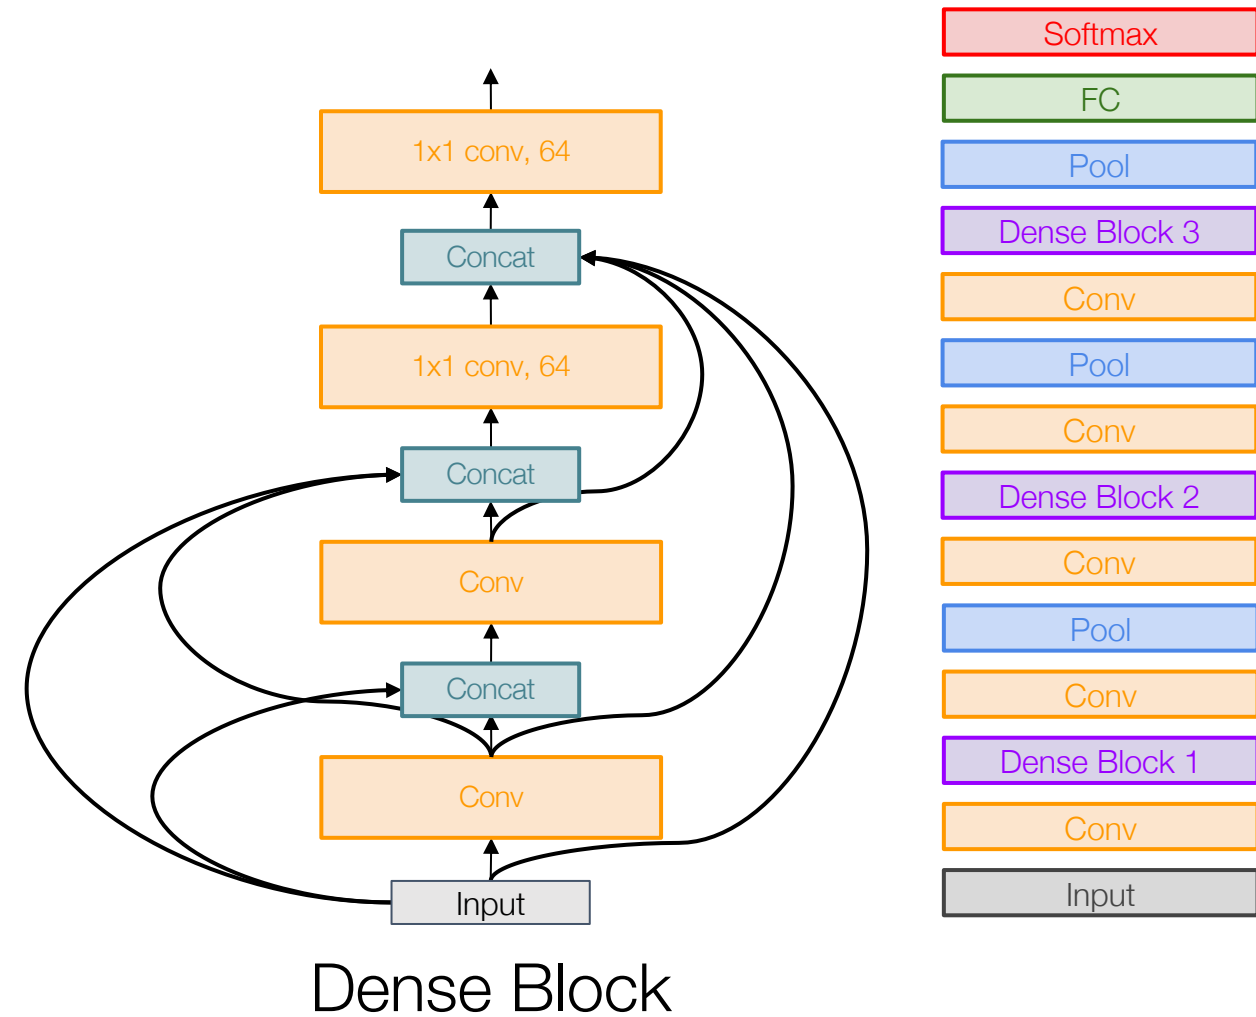 1x1 conv, 64
Concat
1x1 conv, 64
Concat
Conv
Concat
Conv
Input
Dense Block
Softmax
FC
Pool
Dense Block 3
Conv
Pool
Conv
Dense Block 2
Conv
Pool
Conv
Dense Block 1
Conv
Input